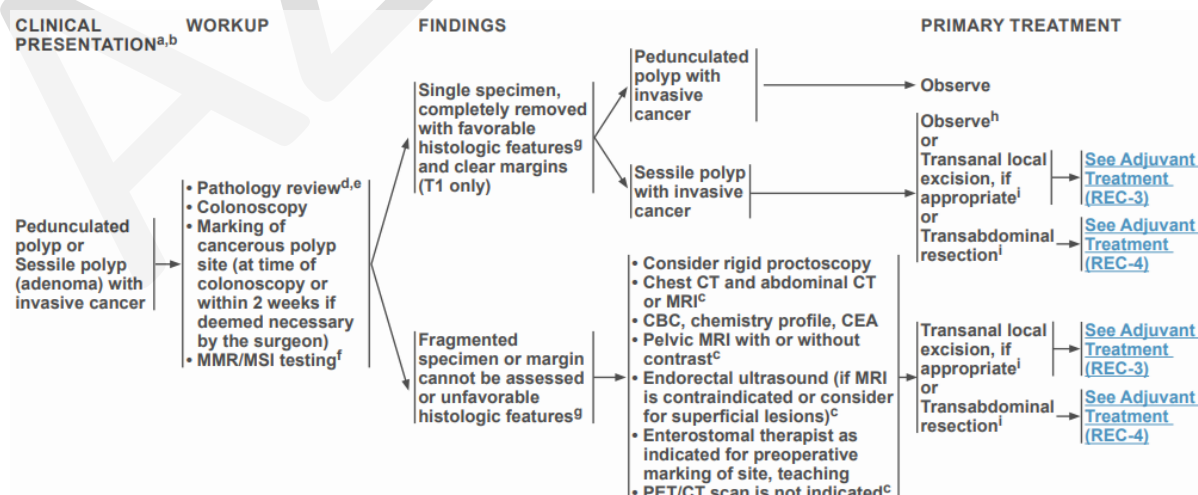 CLINICAL
PRESENTATIONa,b
WORKUP
FINDINGS
PRIMARY TREATMENT
Pedunculated
polyp or
Sessile polyp
(adenoma) with
invasive cancer
• Pathology reviewd,e
• Colonoscopy
• Marking of
cancerous polyp
site (at time of
colonoscopy or
within 2 weeks if
deemed necessary
by the surgeon)
• MMR/MSI testingf
Single specimen,
completely removed
with favorable
histologic featuresg
and clear margins
(T1 only)
Pedunculated
polyp with
invasive
cancer
Observe
Sessile polyp
with invasive
cancer
Observeh
or
Transanal local
excision, if
appropriatei
or
Transabdominal
resectioni
See Adjuvant
Treatment
(REC-3)
See Adjuvant
Treatment
(REC-4)
Fragmented
specimen or margin
cannot be assessed
or unfavorable
histologic featuresg
• Consider rigid proctoscopy
• Chest CT and abdominal CT
or MRIc
• CBC, chemistry profile, CEA
• Pelvic MRI with or without
contrastc
• Endorectal ultrasound (if MRI
is contraindicated or consider
for superficial lesions)c
• Enterostomal therapist as
indicated for preoperative
marking of site, teaching
• PET/CT scan is not indicatedc
Transanal local
excision, if
appropriatei
or
Transabdominal
resectioni
See Adjuvant
Treatment
(REC-3)
See Adjuvant
Treatment
(REC-4)